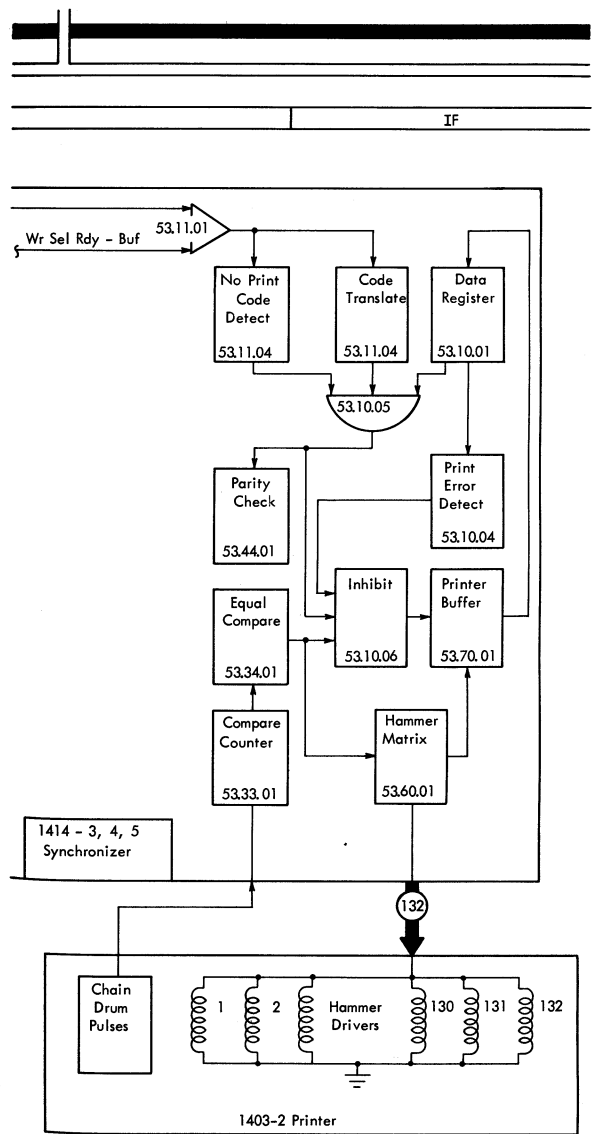 IF
53.11.01
Wr Sel Rdy – Buf
No Print
Code
Detect
53.11.04
Code
Translate
53.11.04
Data
Register
53.10.01
53.10.05
Parity
Check
53.44.01
Print
Error
Detect
53.10.04
Equal
Compare
53.34.01
Inhibit
53.10.06
Printer
Buffer
53.70.01
Compare
Counter
53.33.01
Hammer
Matrix
53.60.01
1414 – 3, 4, 5
Synchronizer
132
Chain
Drum
Pulses
1
2
Hammer
Drivers
130
131
132
1403-2 Printer